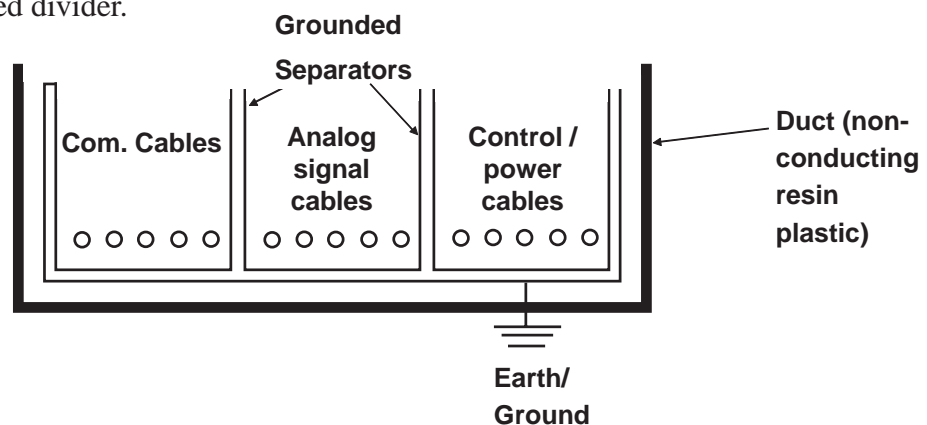 ed divider.
Grounded
Separators
Com. Cables
Analog
signal
cables
Control /
power
cables
Duct (non-
conducting
resin
plastic)
Earth/
Ground